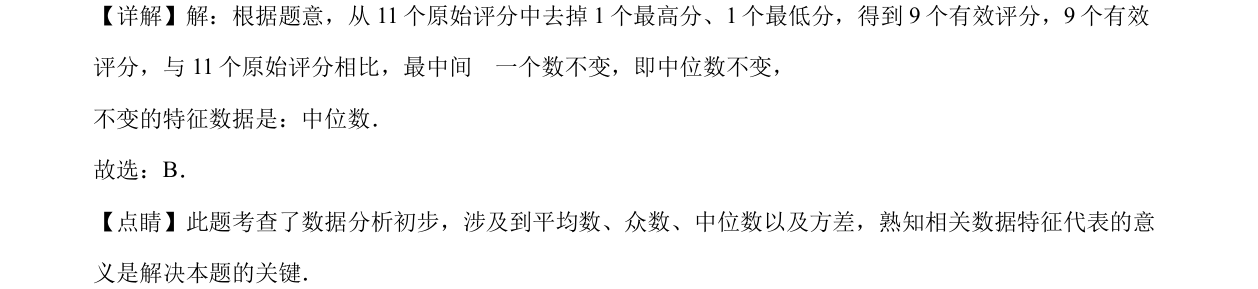 【详解】解：根据题意，从 11 个原始评分中去掉 1 个最高分、1 个最低分，得到 9 个有效评分，9 个有效
评分，与 11 个原始评分相比，最中间　一个数不变，即中位数不变，
不变的特征数据是：中位数．
故选：B．
【点睛】此题考查了数据分析初步，涉及到平均数、众数、中位数以及方差，熟知相关数据特征代表的意
义是解决本题的关键．